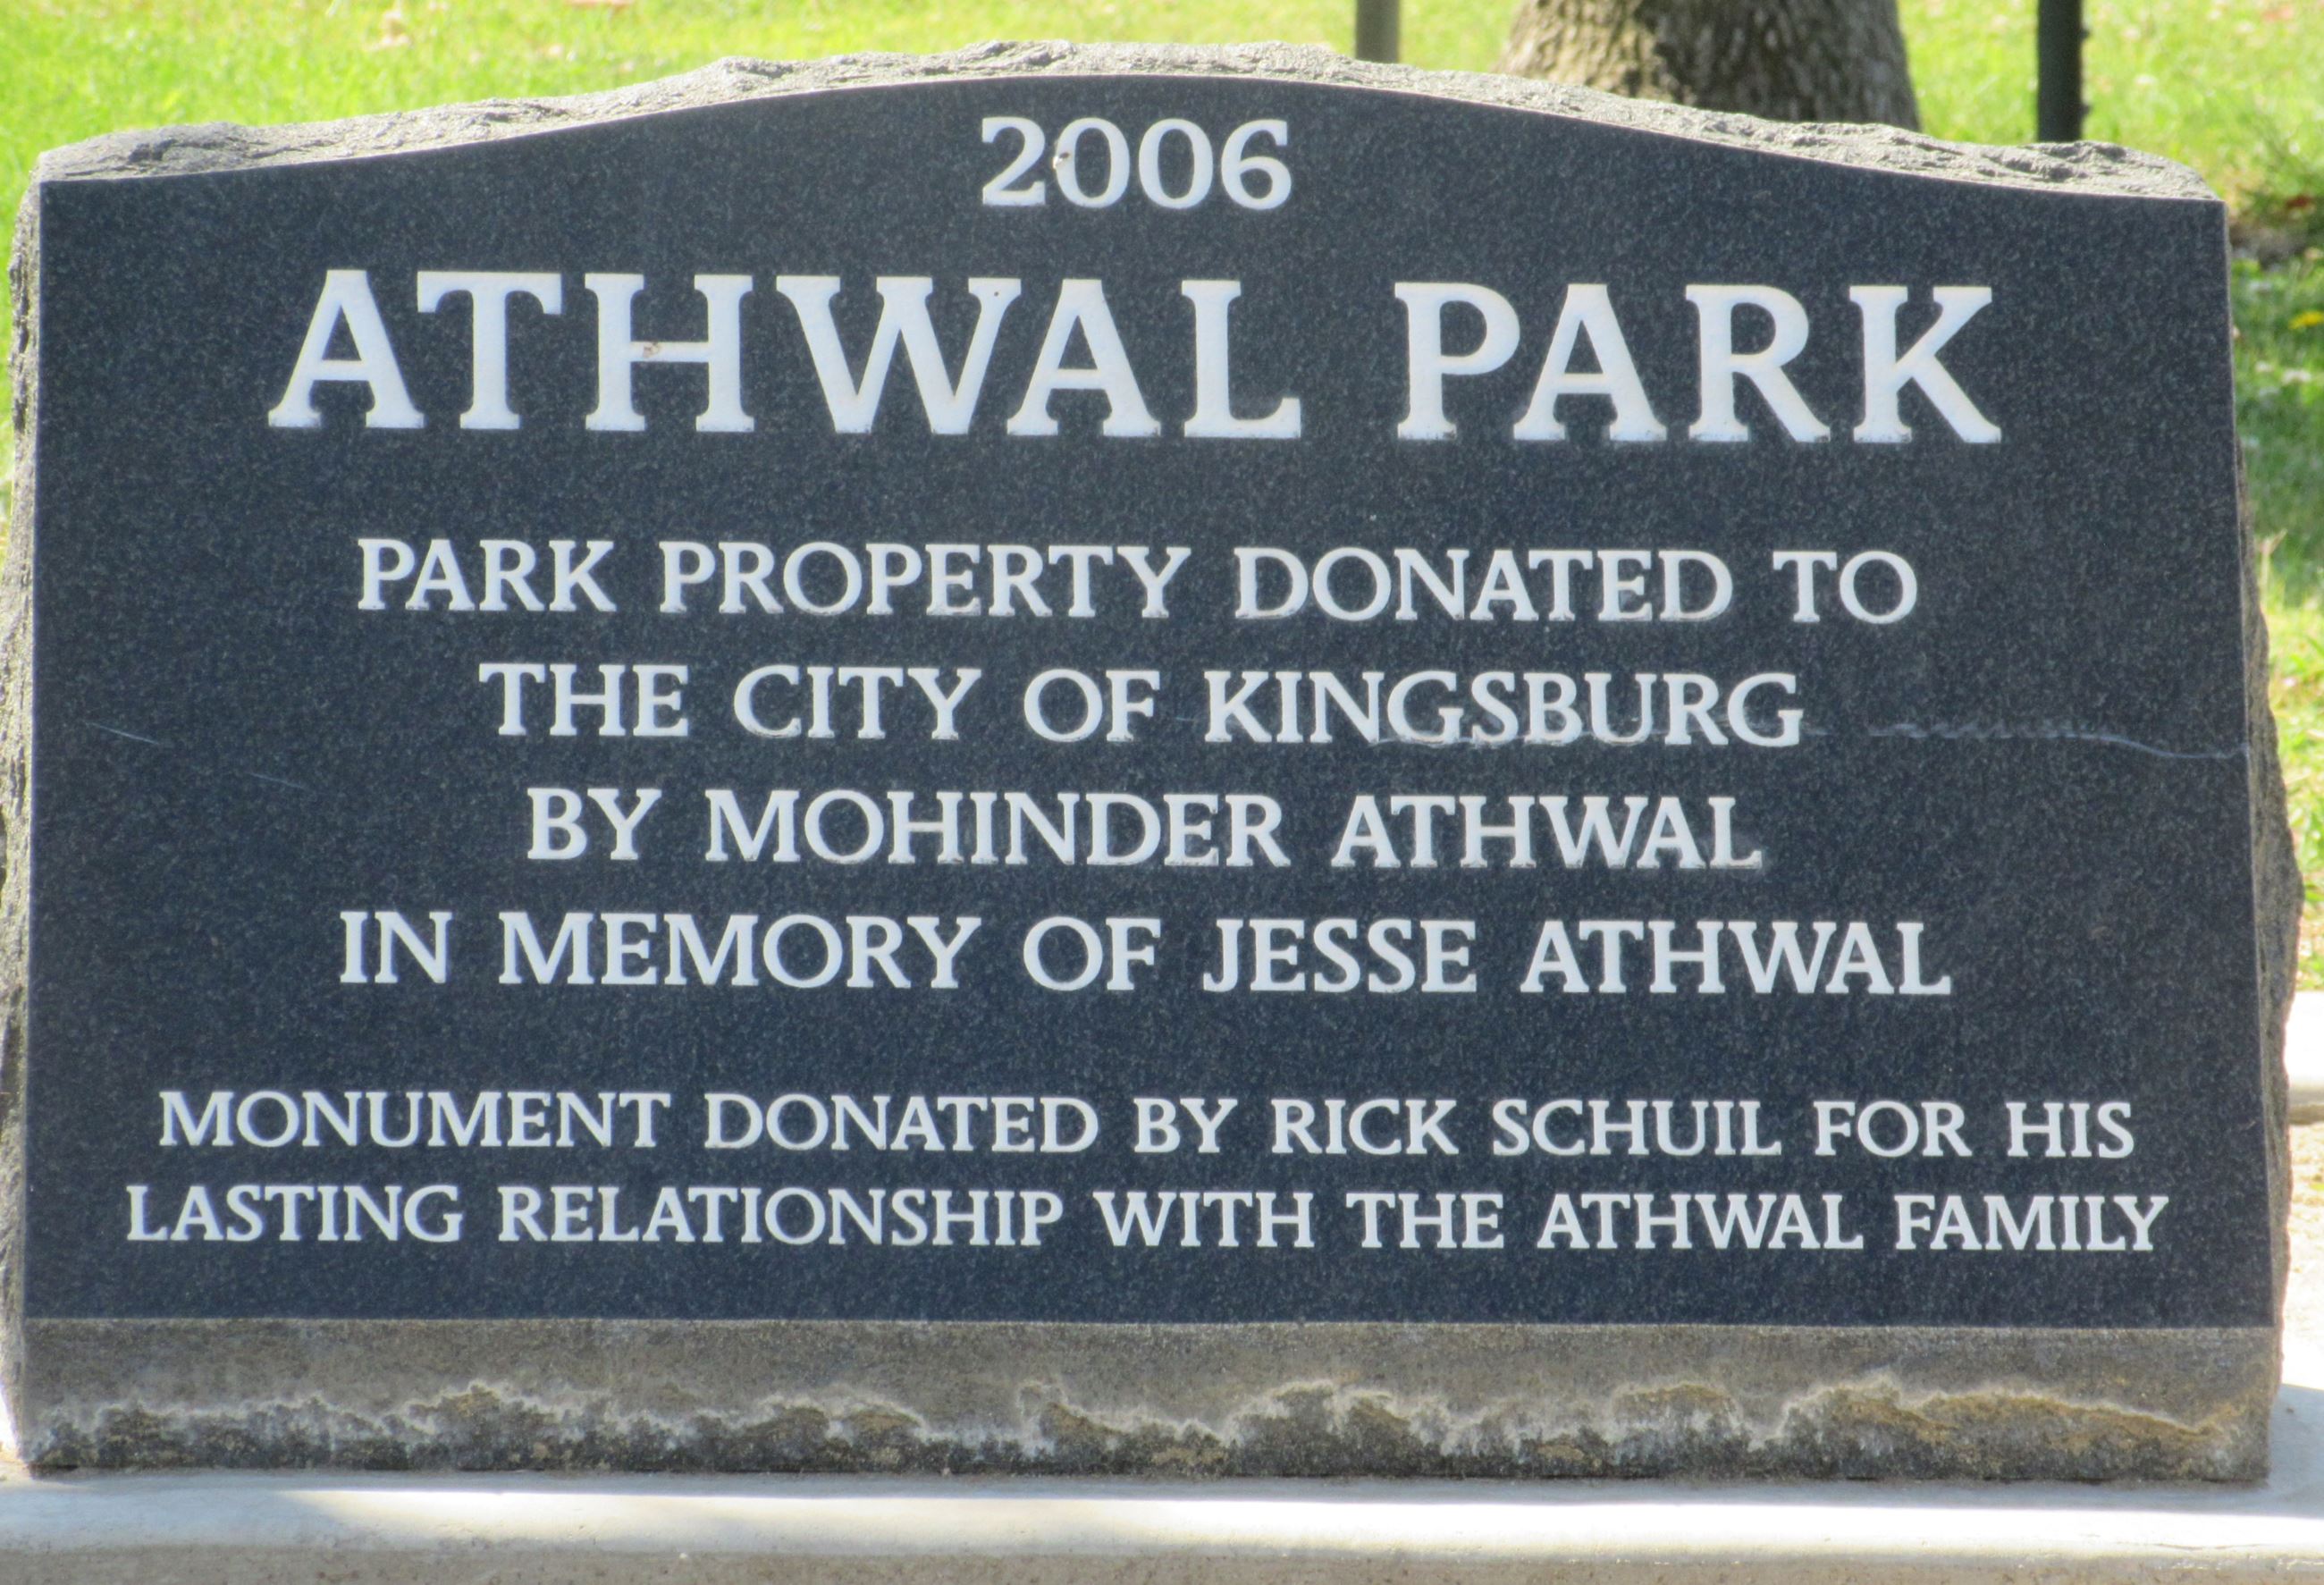 2006
ATHWAL PARK
PARK PROPERTY DONATED TO
THE CITY OF KINGSBURG
BY MOHINDER ATHWAL
IN MEMORY OF JESSE ATHWAL
MONUMENT DONATED BY RICK SCHUIL FOR HIS
LASTING RELATIONSHIP WITH THE ATHWAL FAMILY